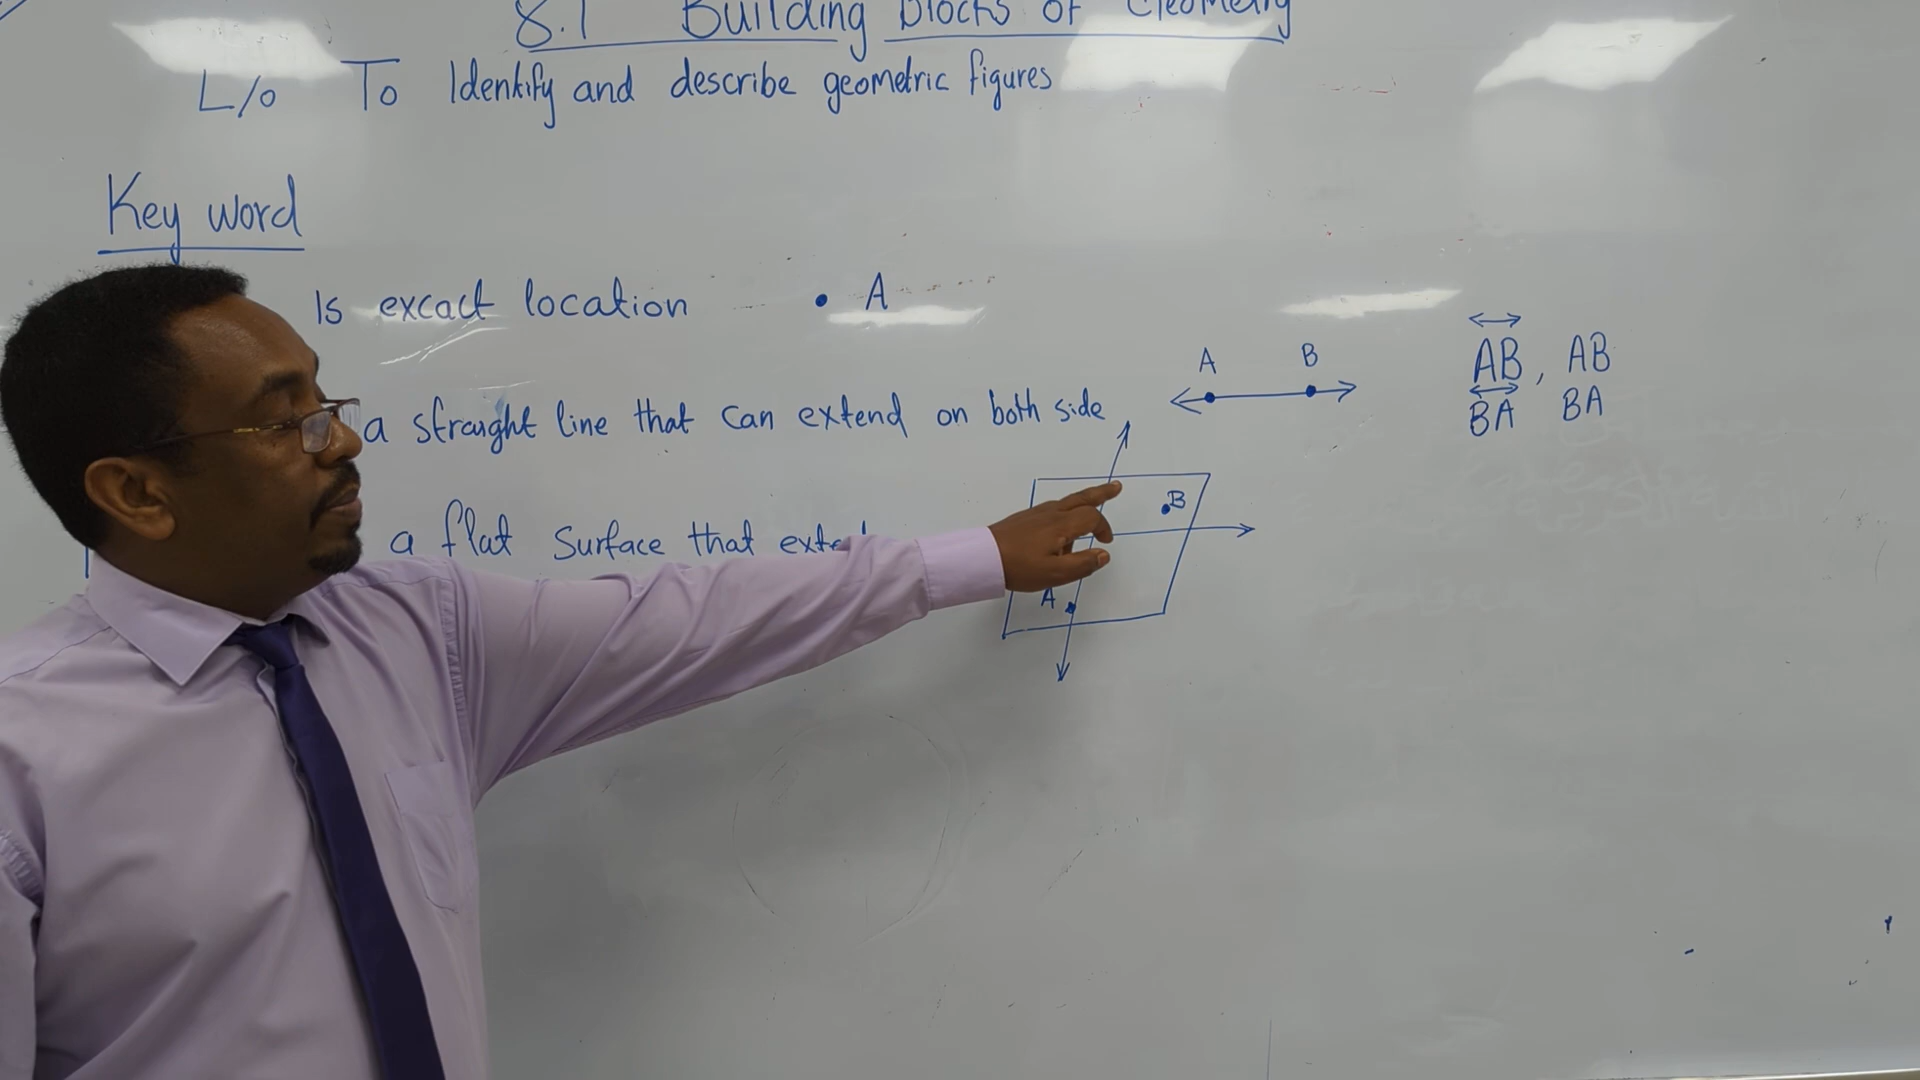 8.1 Building Blocks of Geometry
L/o To Identify and describe geometric figures
Key word
Is excact location • A
a straight line that can extend on both side
A B
AB, AB
BA BA
a flat surface that
B
A